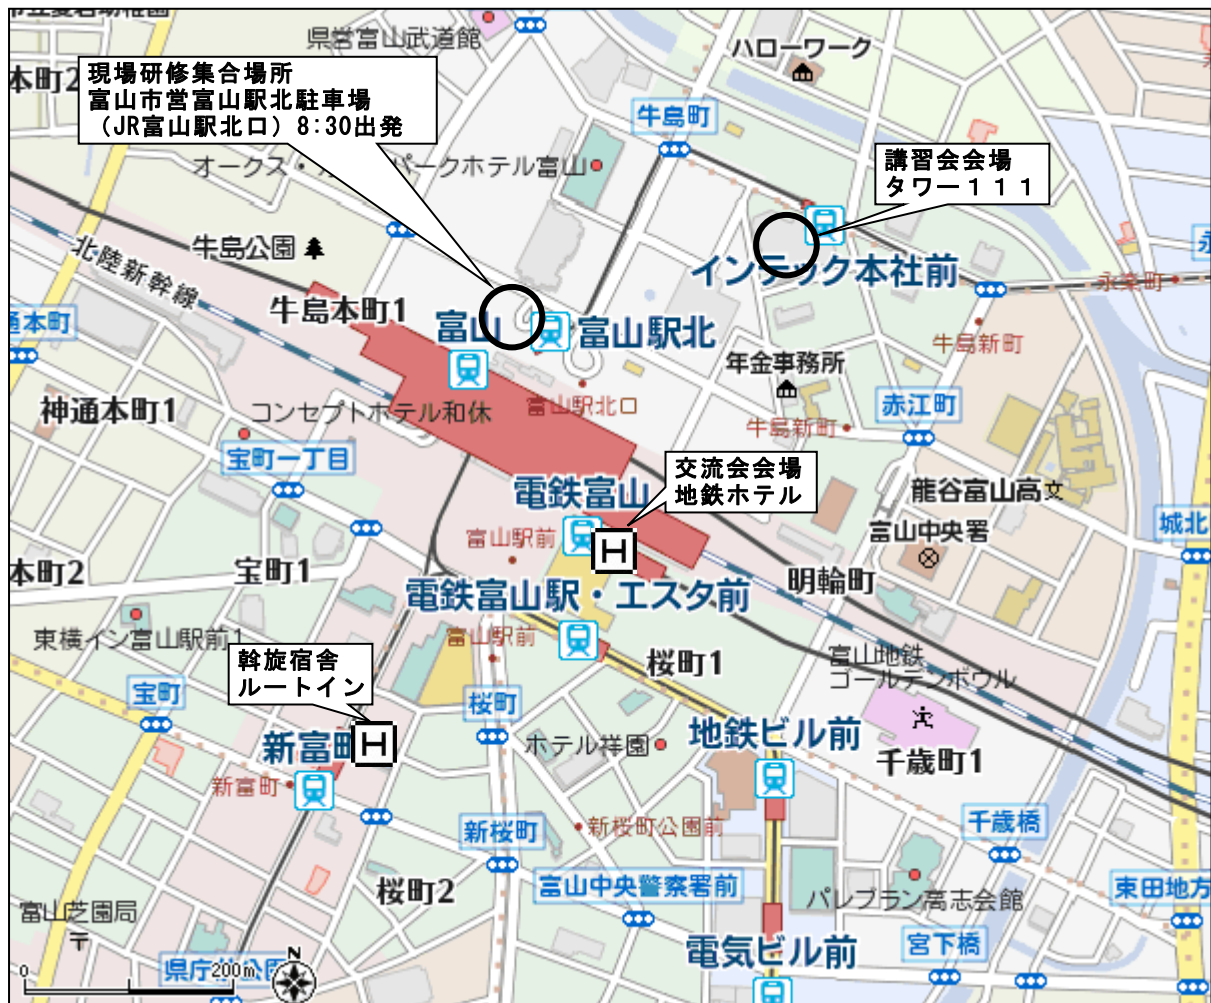 県営富山武道館
ハローワーク
本町2
現場研修集合場所
富山市営富山駅北駐車場
（JR富山駅北口）8:30出発
牛島町
講習会会場
タワー１１１
オークス・
パークホテル富山
牛島公園
北陸新幹線
インテック本社前
永楽町
牛島本町1
通本町
富山
富山駅北
牛島新町
年金事務所
神通本町1
コンセプトホテル和休
富山駅北口
赤江町
牛島新町
宝町一丁目
交流会会場
地鉄ホテル
電鉄富山
龍谷富山高
城北
富山駅前
富山中央署
本町2
宝町1
明輪町
電鉄富山駅・エスタ前
東横イン富山駅前1
富山駅前
斡旋宿舎
ルートイン
桜町1
富山地鉄
ゴールデンボウル
宝町
桜町
新富町
ホテル祥園
地鉄ビル前
千歳町1
新富町
新桜町
新桜町公園前
千歳橋
桜町2
富山中央警察署前
パレブラン高志会館
東田地方
富山芝園局
宮下橋
電気ビル前
県庁前公園
0
200m
N